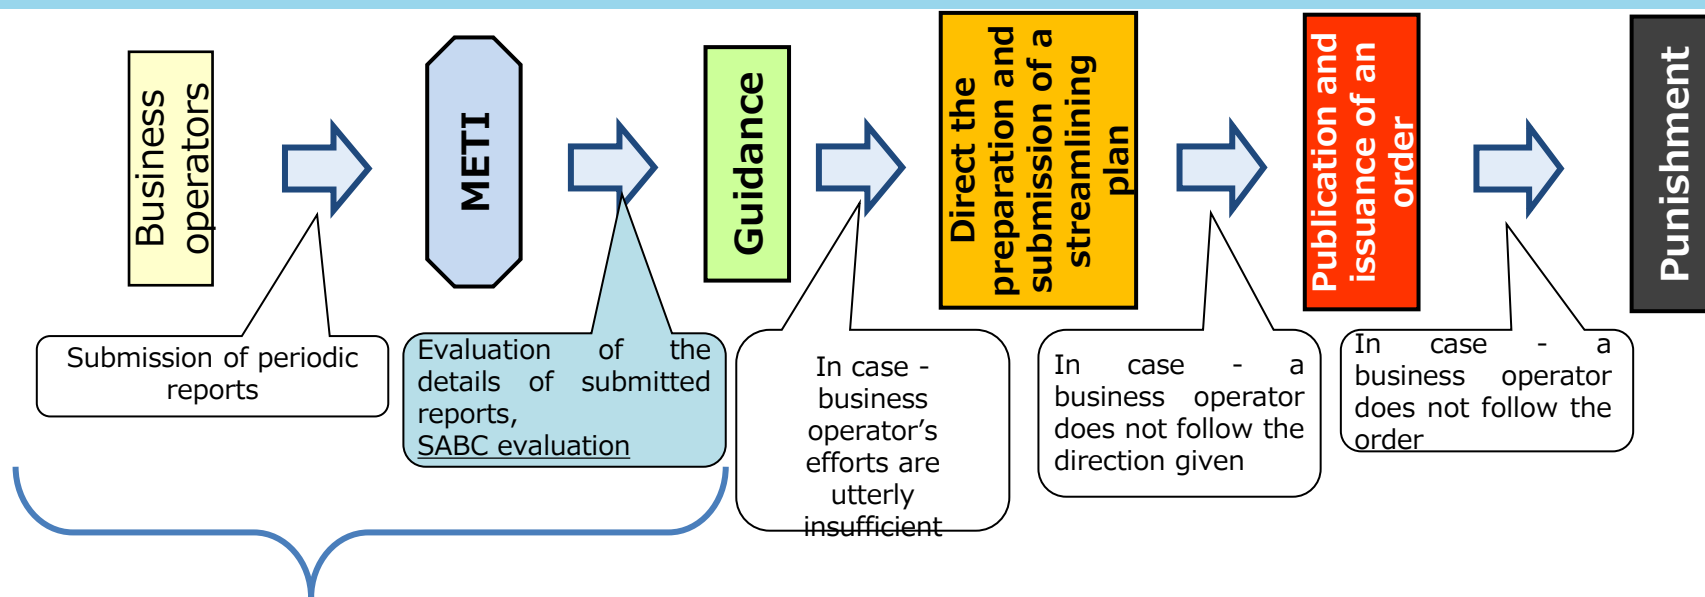 Business
operators
METI
Guidance
Direct the
preparation and
submission of a
streamlining
plan
Publication and
issuance of an
order
Punishment
Submission of periodic
reports
Evaluation of the
details of submitted
reports,
SABC evaluation
In case -
business
operator’s
efforts are
utterly
insufficient
In case - a
business operator
does not follow the
direction given
In case - a
business operator
does not follow the
order